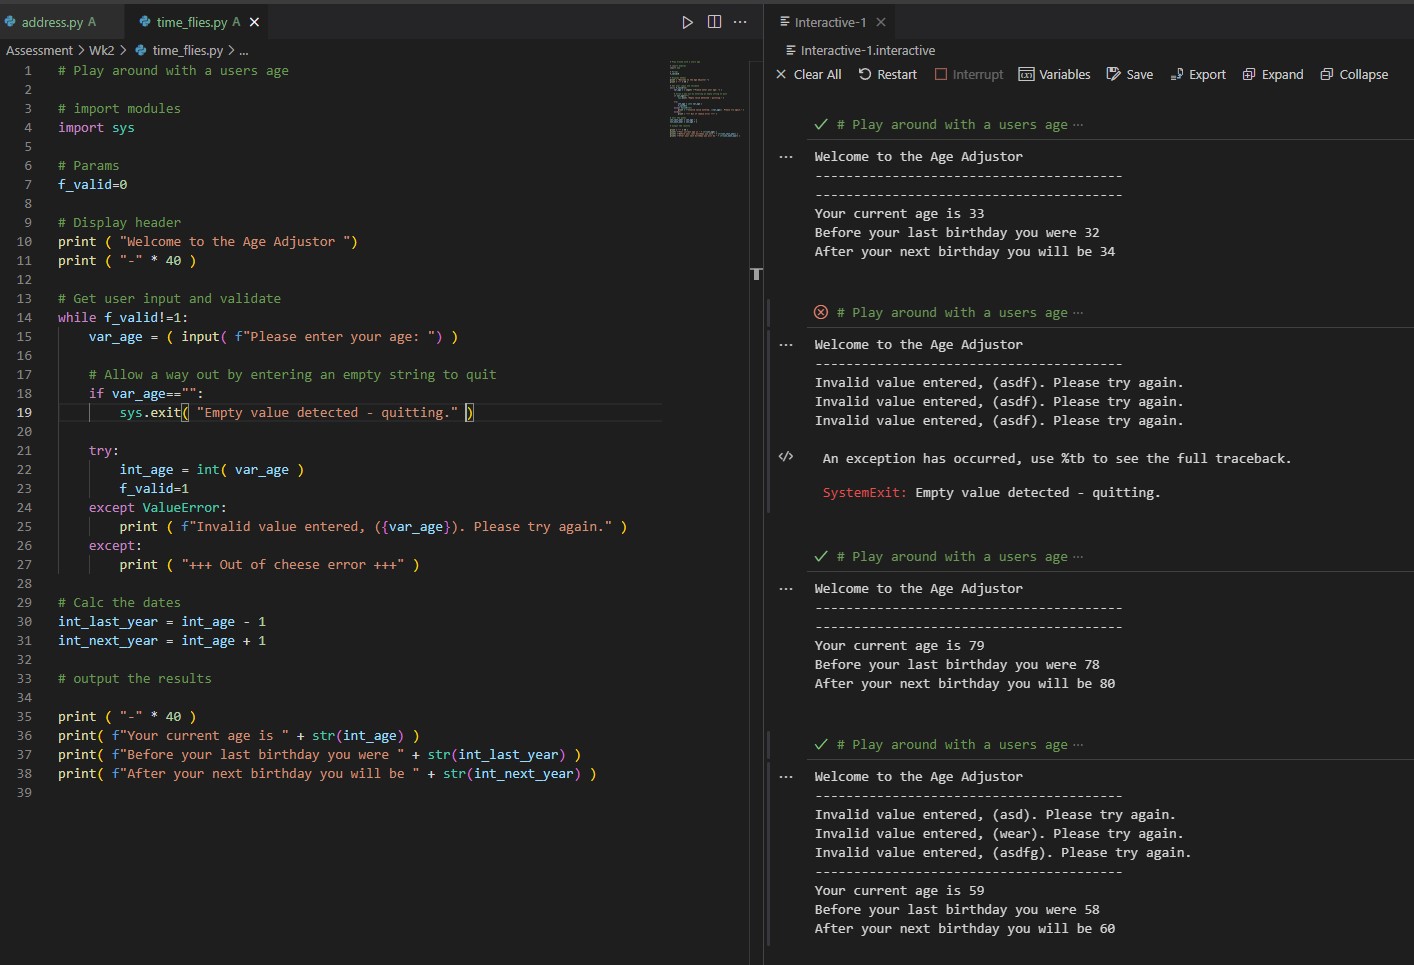 address.py A
time_flies.py A
Assessment > Wk2 > time_flies.py > ...
1 # Play around with a users age
2
3 # import modules
4 import sys
5
6 # Params
7 f_valid=0
8
9 # Display header
10 print ( "Welcome to the Age Adjustor ")
11 print ( "-" * 40 )
12
13 # Get user input and validate
14 while f_valid!=1:
15     var_age = ( input( f"Please enter your age: ") )
16
17     # Allow a way out by entering an empty string to quit
18     if var_age=="":
19         sys.exit( "Empty value detected - quitting." )
20
21     try:
22         int_age = int( var_age )
23         f_valid=1
24     except ValueError:
25         print ( f"Invalid value entered, ({var_age}). Please try again." )
26     except:
27         print ( "+++ Out of cheese error +++" )
28
29 # Calc the dates
30 int_last_year = int_age - 1
31 int_next_year = int_age + 1
32
33 # output the results
34
35 print ( "-" * 40 )
36 print( f"Your current age is " + str(int_age) )
37 print( f"Before your last birthday you were " + str(int_last_year) )
38 print( f"After your next birthday you will be " + str(int_next_year) )
39
Interactive-1
Interactive-1.interactive
Clear All Restart Interrupt Variables Save Export Expand Collapse
# Play around with a users age ...
Welcome to the Age Adjustor
----------------------------------------
----------------------------------------
Your current age is 33
Before your last birthday you were 32
After your next birthday you will be 34
# Play around with a users age ...
Welcome to the Age Adjustor
----------------------------------------
Invalid value entered, (asdf). Please try again.
Invalid value entered, (asdf). Please try again.
Invalid value entered, (asdf). Please try again.
An exception has occurred, use %tb to see the full traceback.
SystemExit: Empty value detected - quitting.
# Play around with a users age ...
Welcome to the Age Adjustor
----------------------------------------
----------------------------------------
Your current age is 79
Before your last birthday you were 78
After your next birthday you will be 80
# Play around with a users age ...
Welcome to the Age Adjustor
----------------------------------------
Invalid value entered, (asd). Please try again.
Invalid value entered, (wear). Please try again.
Invalid value entered, (asdfg). Please try again.
----------------------------------------
Your current age is 59
Before your last birthday you were 58
After your next birthday you will be 60